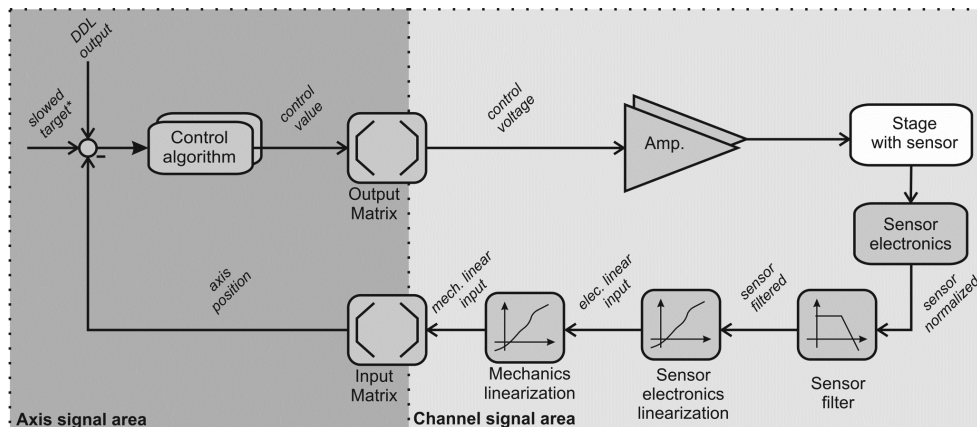 DDL
output
slowed
target*
-
Control
algorithm
control
value
Output
Matrix
control
voltage
Amp.
Stage
with sensor
Sensor
electronics
sensor
normalized
Sensor
filter
sensor
filtered
Sensor
electronics
linearization
elec. linear
input
Mechanics
linearization
mech. linear
input
Input
Matrix
axis
position
Axis signal area
Channel signal area